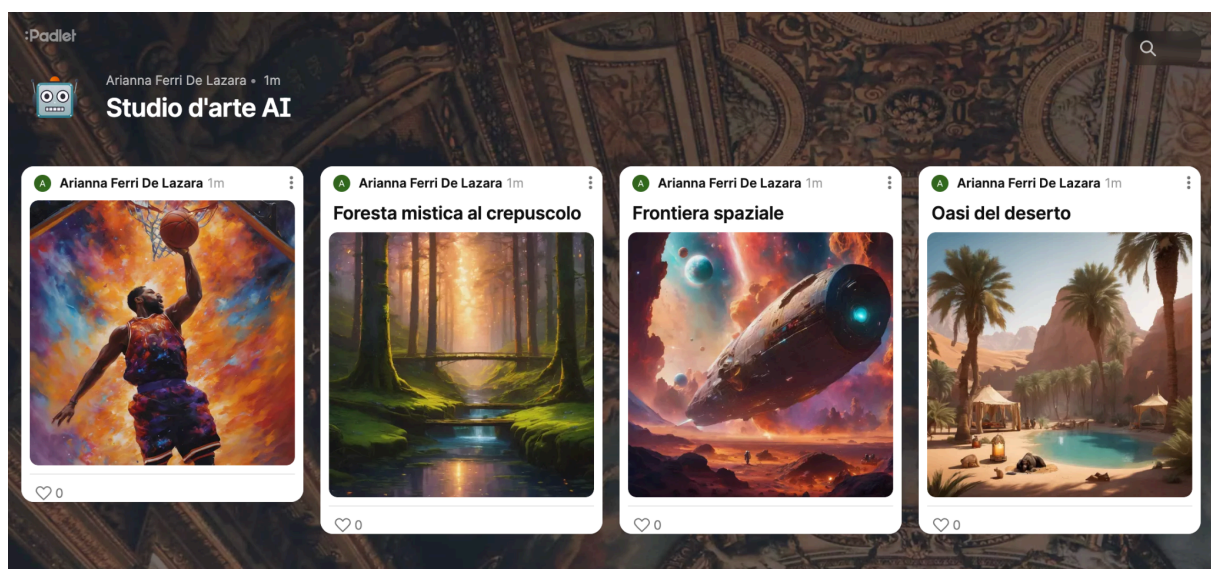 :Padlet
Arianna Ferri De Lazara • 1m
Studio d'arte AI
A Arianna Ferri De Lazara 1m
0
A Arianna Ferri De Lazara 1m
Foresta mistica al crepuscolo
0
A Arianna Ferri De Lazara 1m
Frontiera spaziale
0
A Arianna Ferri De Lazara 1m
Oasi del deserto
0